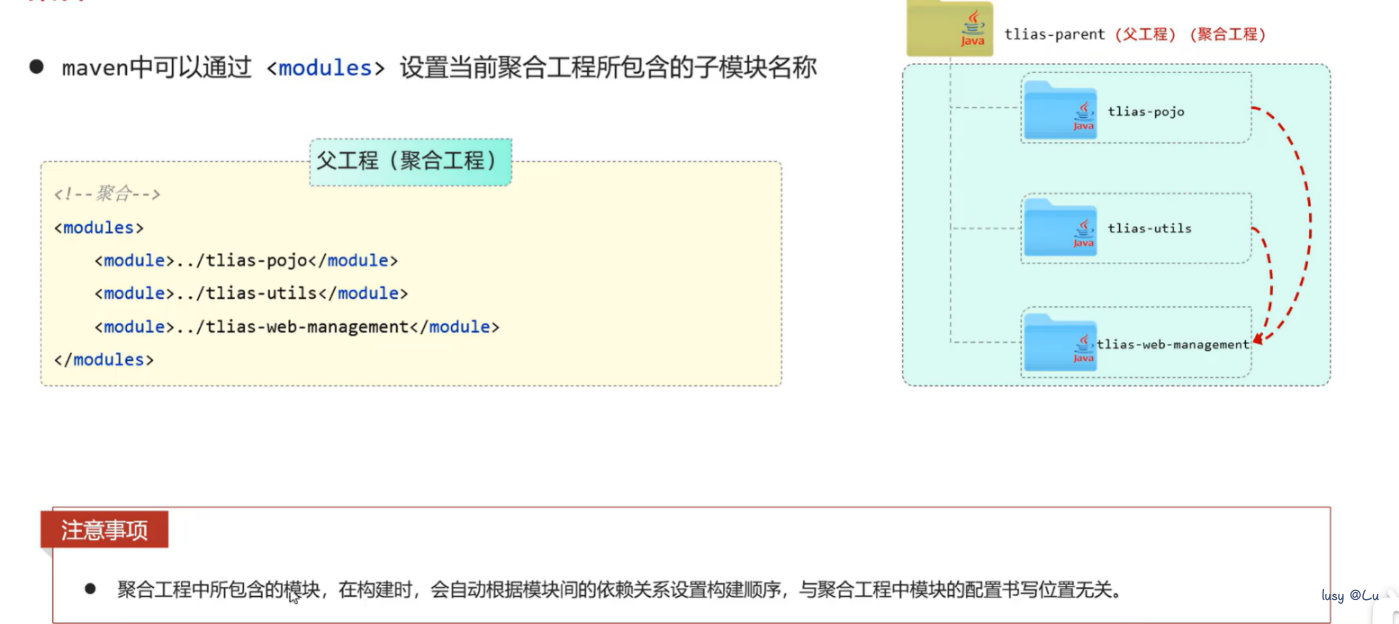 maven中可以通过 <modules> 设置当前聚合工程所包含的子模块名称
父工程（聚合工程）
<!--聚合-->
<modules>
<module>../tlias-pojo</module>
<module>../tlias-utils</module>
<module>../tlias-web-management</module>
</modules>
Java tlias-parent（父工程）（聚合工程）
Java tlias-pojo
Java tlias-utils
Java tlias-web-management
注意事项
聚合工程中所包含的模块，在构建时，会自动根据模块间的依赖关系设置构建顺序，与聚合工程中模块的配置书写位置无关。
lusy @Lu